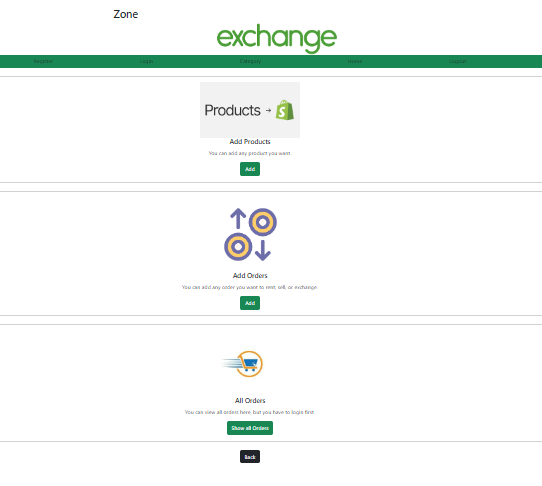 Zone
exchange
Register Login Category About Logout
Products → S
Add Products
You can add any product you want.
Add
Add Orders
You can add any order you want to rent, sell, or exchange.
Add
All Orders
You can view all orders here, but you have to login first.
Show all Orders
Back